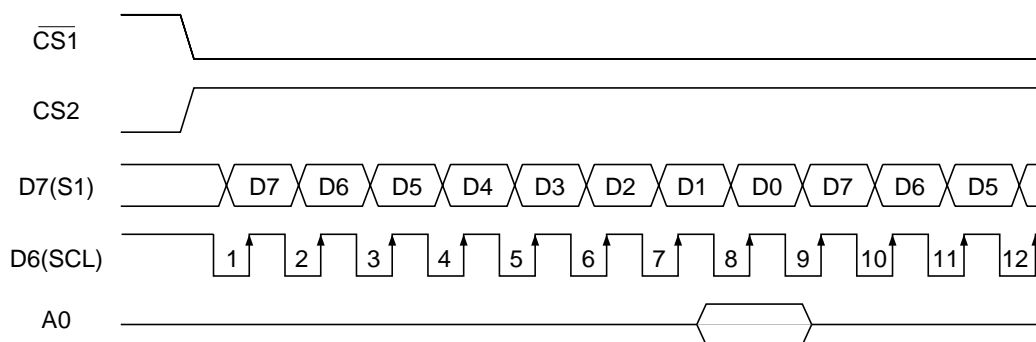 CS1
CS2
D7(S1) D7 D6 D5 D4 D3 D2 D1 D0 D7 D6 D5
D6(SCL) 1 2 3 4 5 6 7 8 9 10 11 12
A0